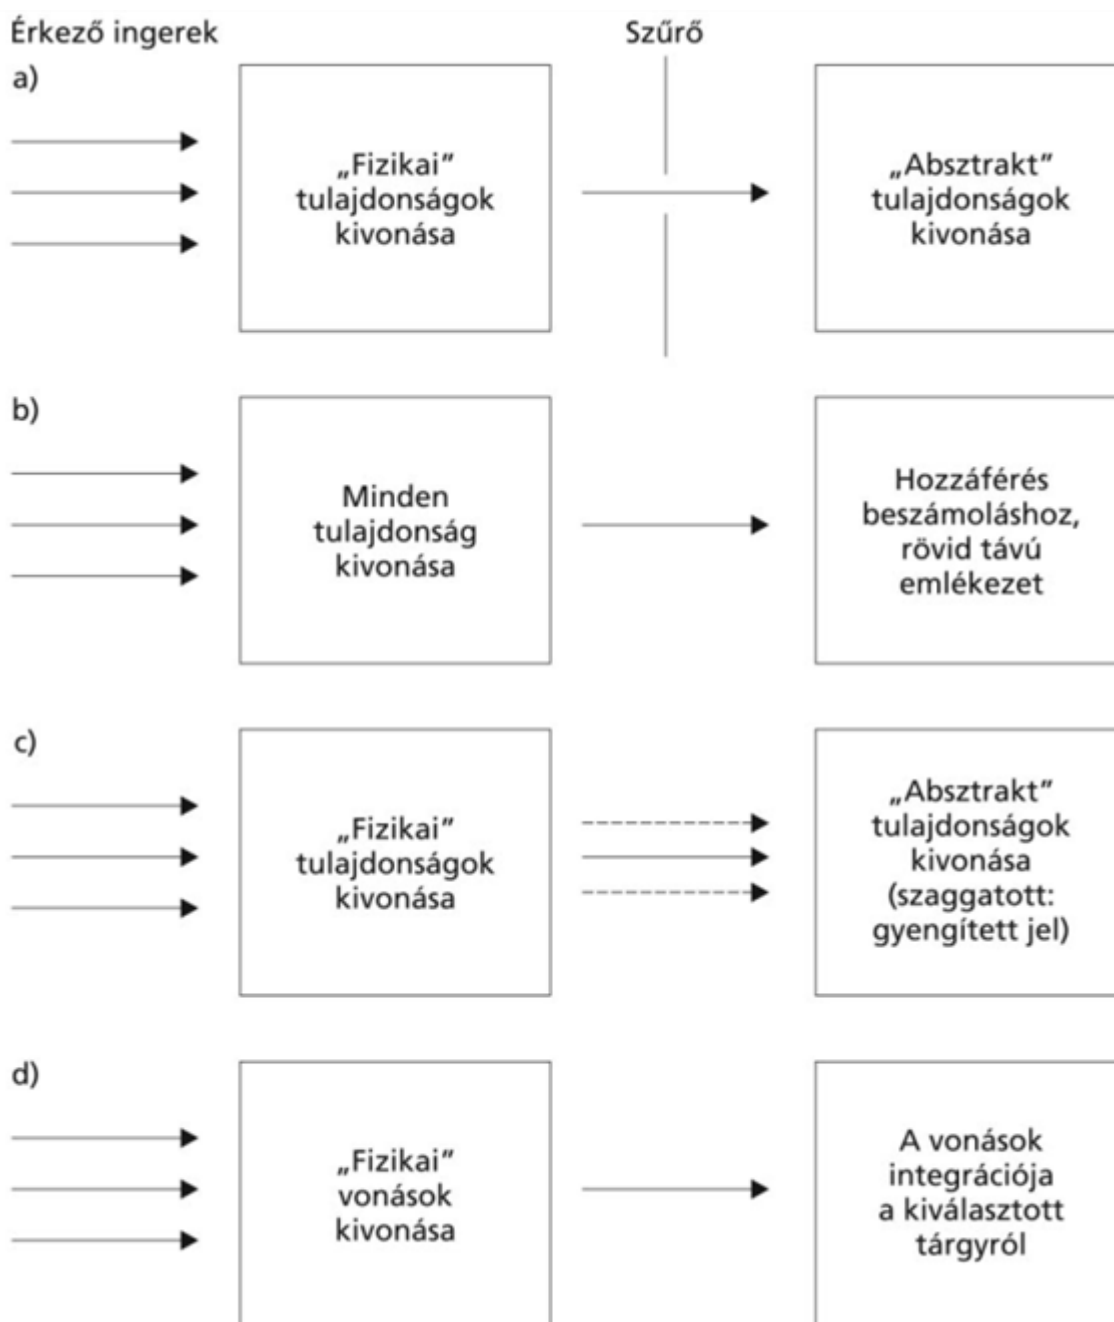 Érkező ingerek
Szűrő
a)
„Fizikai”
tulajdonságok
kivonása
„Absztrakt”
tulajdonságok
kivonása
b)
Minden
tulajdonság
kivonása
Hozzáférés
beszámoláshoz,
rövid távú
emlékezet
c)
„Fizikai”
tulajdonságok
kivonása
„Absztrakt”
tulajdonságok
kivonása
(szaggatott:
gyengített jel)
d)
„Fizikai”
vonások
kivonása
A vonások
integrációja
a kiválasztott
tárgyról